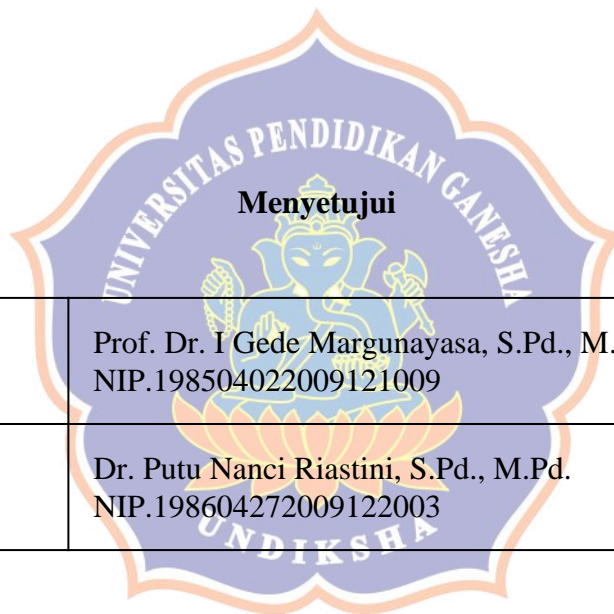 UNIVERSITAS PENDIDIKAN GANESHA
Menyetujui
Prof. Dr. I Gede Margunayasa, S.Pd., M.
NIP.198504022009121009
Dr. Putu Nanci Riastini, S.Pd., M.Pd.
NIP.198604272009122003
UNDIKSHA